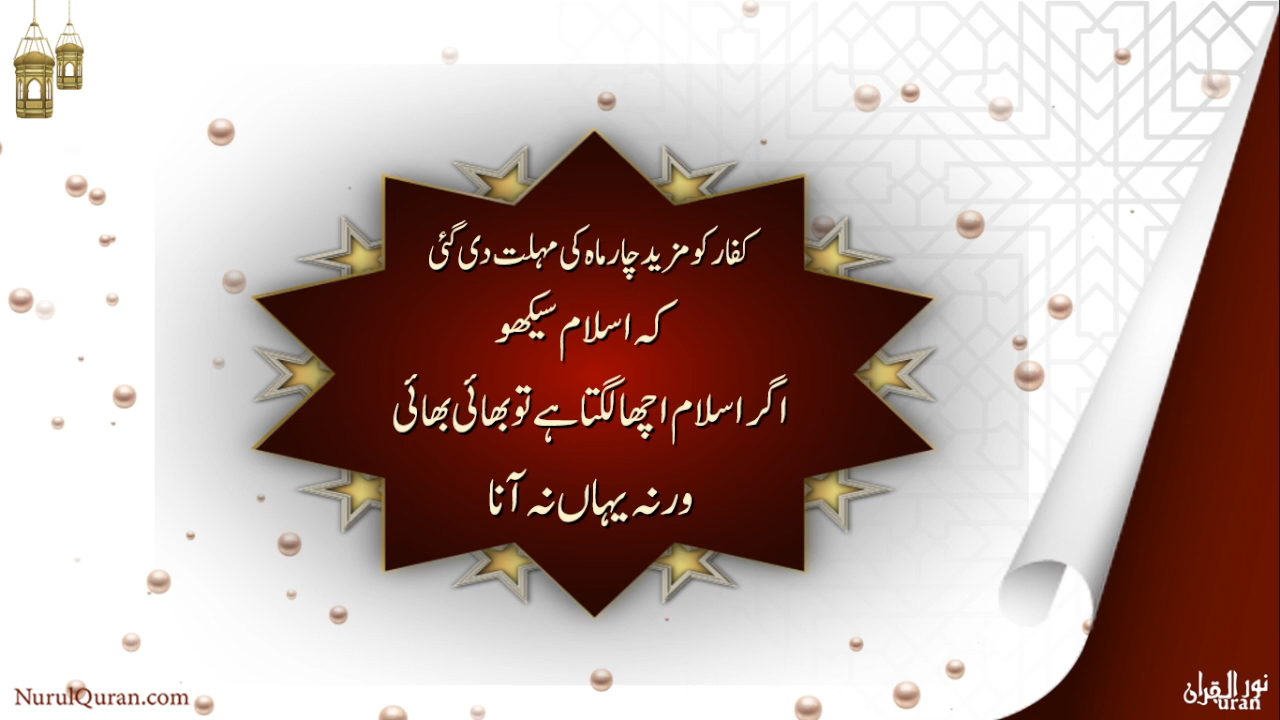 کفار کو مزید چار ماہ کی مہلت دی گئی
کہ اسلام سیکھو
اگر اسلام اچھا لگتا ہے تو بھائی بھائی
ورنہ یہاں نہ آنا
NurulQuran.com
نور القرآن
uran